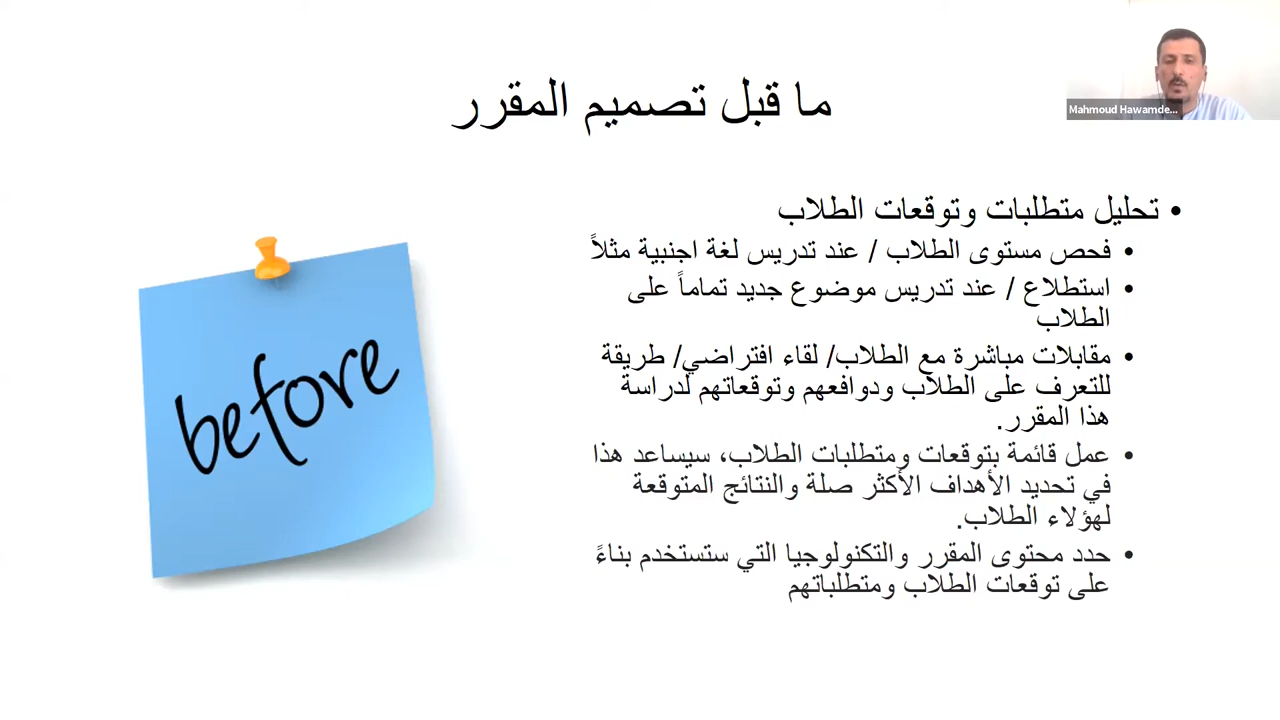 Mahmoud Hawamde...
ما قبل تصميم المقرر
• تحليل متطلبات وتوقعات الطلاب
• فحص مستوى الطلاب / عند تدريس لغة اجنبية مثلاً
• استطلاع / عند تدريس موضوع جديد تماماً على
الطلاب
• مقابلات مباشرة مع الطلاب/ لقاء افتراضي/ طريقة
للتعرف على الطلاب ودوافعهم وتوقعاتهم لدراسة
هذا المقرر.
• عمل قائمة بتوقعات ومتطلبات الطلاب، سيساعد هذا
في تحديد الأهداف الأكثر صلة والنتائج المتوقعة
لهؤلاء الطلاب.
• حدد محتوى المقرر والتكنولوجيا التي ستستخدم بناءً
على توقعات الطلاب ومتطلباتهم
before